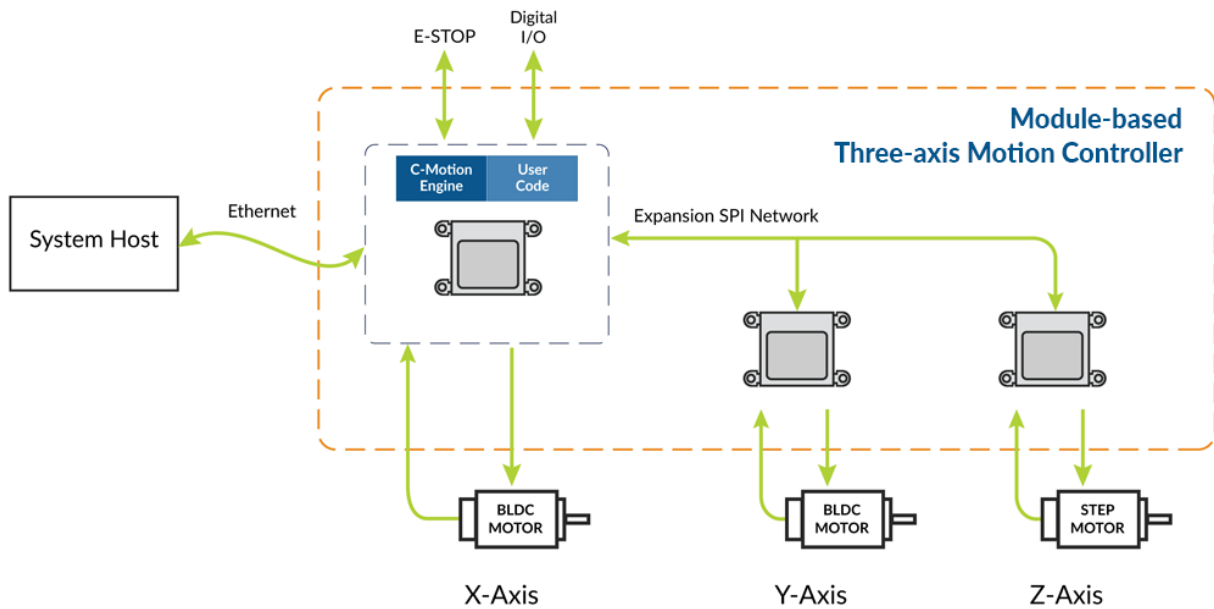 E-STOP
Digital
I/O
Module-based
Three-axis Motion Controller
C-Motion
Engine
User
Code
System Host
Ethernet
Expansion SPI Network
BLDC
MOTOR
BLDC
MOTOR
STEP
MOTOR
X-Axis
Y-Axis
Z-Axis